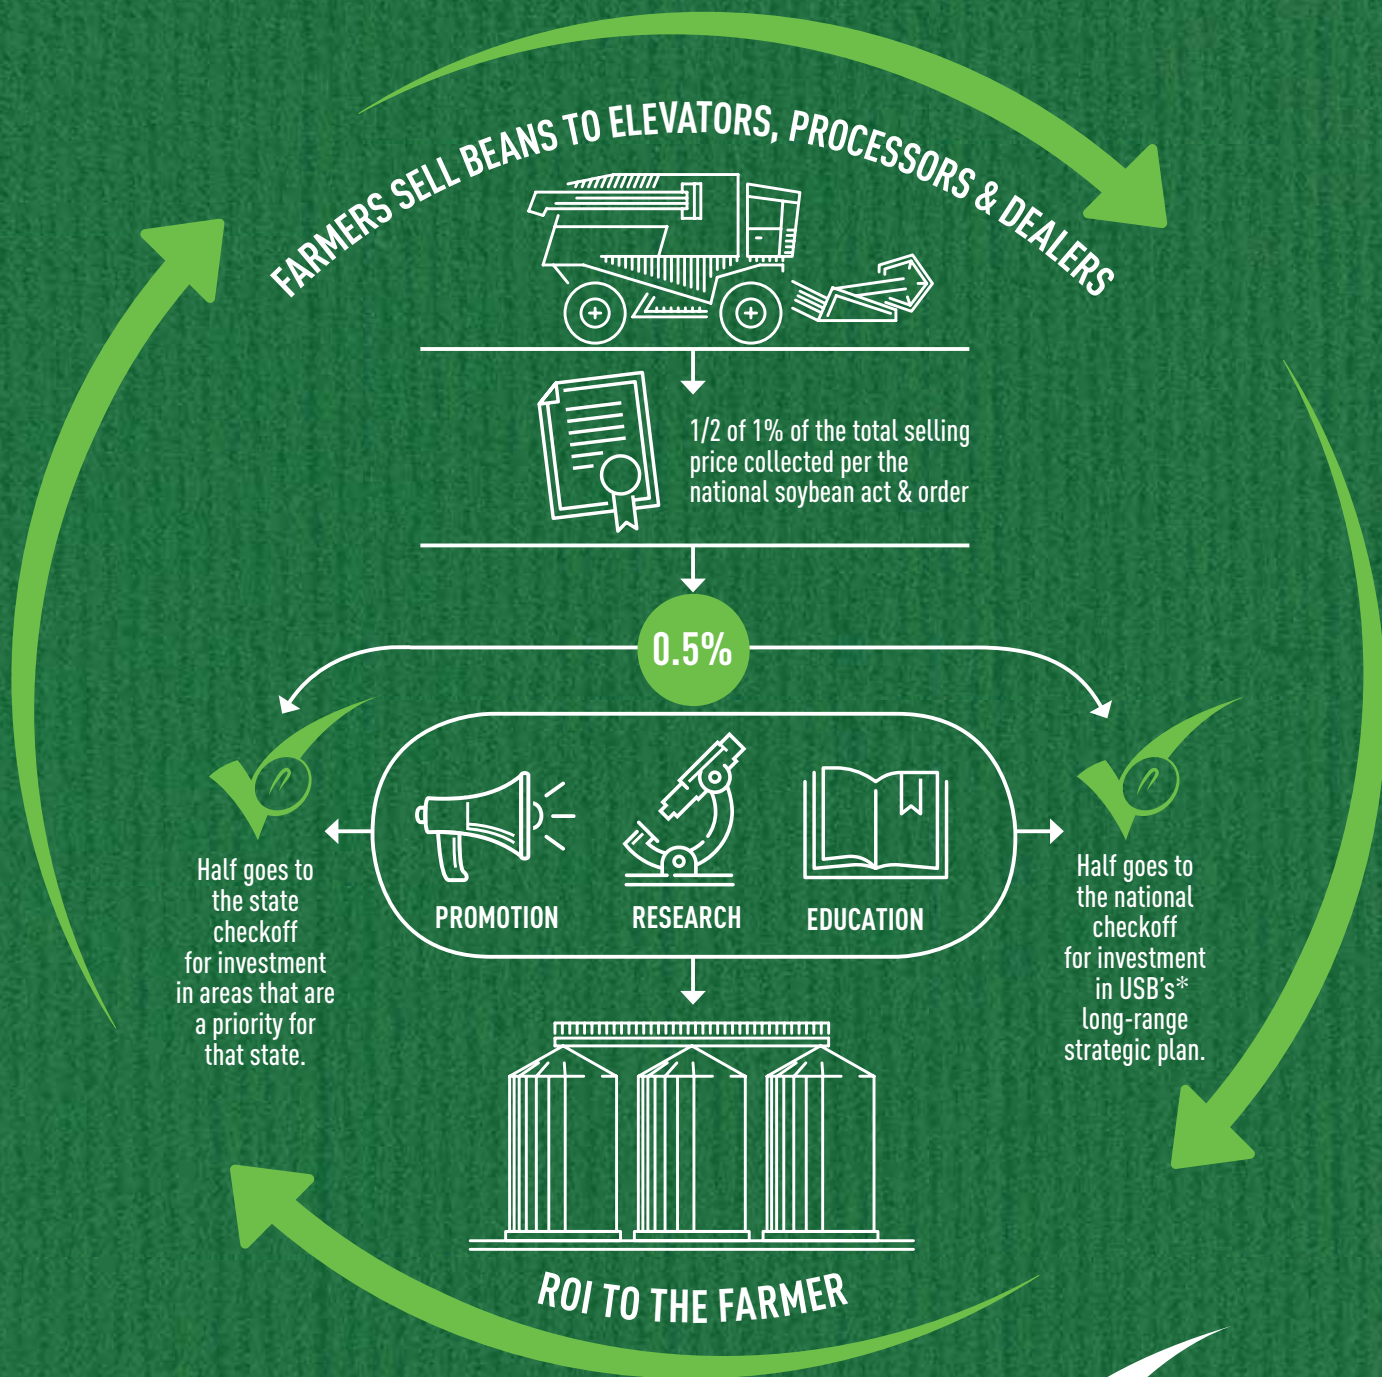 FARMERS SELL BEANS TO ELEVATORS, PROCESSORS & DEALERS
1/2 of 1% of the total selling
price collected per the
national soybean act & order
0.5%
PROMOTION
RESEARCH
EDUCATION
Half goes to
the state
checkoff
for investment
in areas that are
a priority for
that state.
Half goes to
the national
checkoff
for investment
in USB's*
long-range
strategic plan.
ROI TO THE FARMER